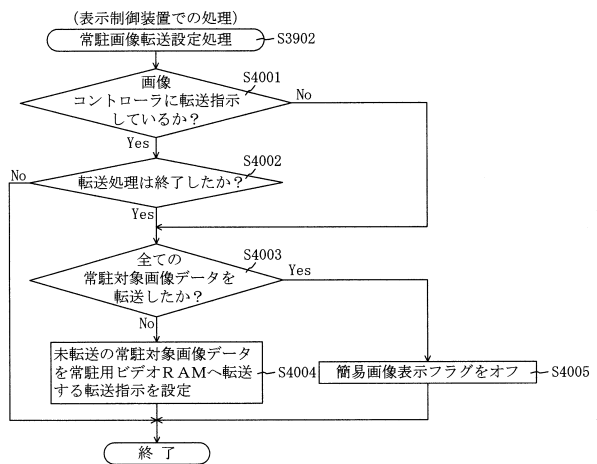 (表示制御装置での処理)
常駐画像転送設定処理
S3902
画像
コントローラに転送指示
しているか?
S4001
No
Yes
転送処理は終了したか?
S4002
No
Yes
全ての
常駐対象画像データを
転送したか?
S4003
Yes
No
未転送の常駐対象画像データ
を常駐用ビデオRAMへ転送
する転送指示を設定
S4004
簡易画像表示フラグをオフ
S4005
終了